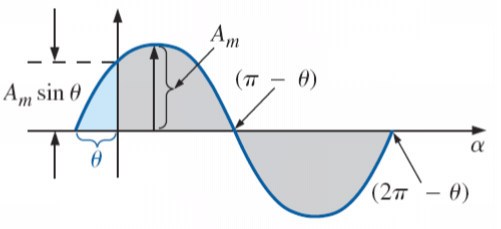 A_m
(π − θ)
A_m sin θ
θ
α
(2π − θ)